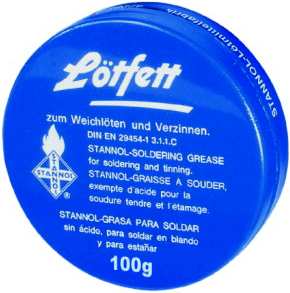 Lötfett
zum Weichlöten und Verzinnen.
DIN EN 29454-1 3.1.1.C
STANNOL-SOLDERING GREASE
for soldering and tinning.
STANNOL-GRAISSE À SOUDER,
exempte d'acide pour la
soudure tendre et l'étamage.
STANNOL
STANNOL
®
STANNOL-GRASA PARA SOLDAR
sin ácido, para soldar en blando
y para estañar
100g
STANNOL-Lötmittelfabrik